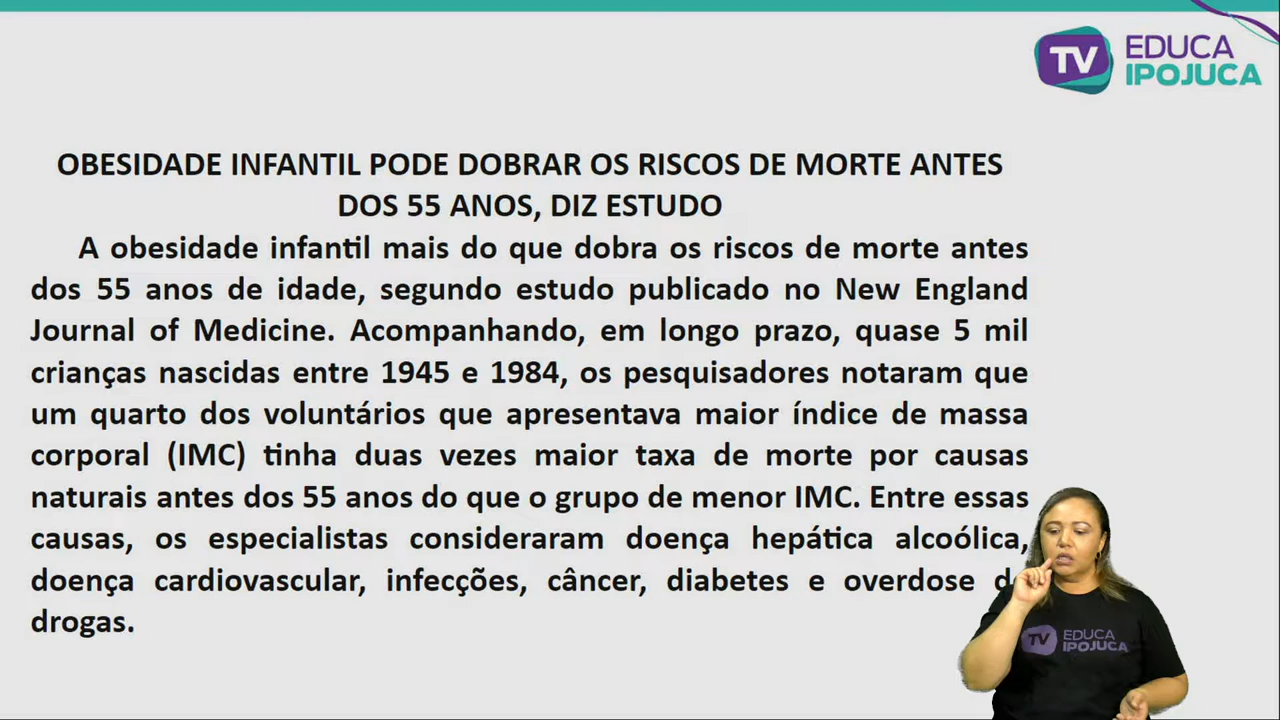 TV EDUCA
IPOJUCA
OBESIDADE INFANTIL PODE DOBRAR OS RISCOS DE MORTE ANTES
DOS 55 ANOS, DIZ ESTUDO
A obesidade infantil mais do que dobra os riscos de morte antes
dos 55 anos de idade, segundo estudo publicado no New England
Journal of Medicine. Acompanhando, em longo prazo, quase 5 mil
crianças nascidas entre 1945 e 1984, os pesquisadores notaram que
um quarto dos voluntários que apresentava maior índice de massa
corporal (IMC) tinha duas vezes maior taxa de morte por causas
naturais antes dos 55 anos do que o grupo de menor IMC. Entre essas
causas, os especialistas consideraram doença hepática alcoólica,
doença cardiovascular, infecções, câncer, diabetes e overdose
drogas.
TV EDUCA
IPOJUCA